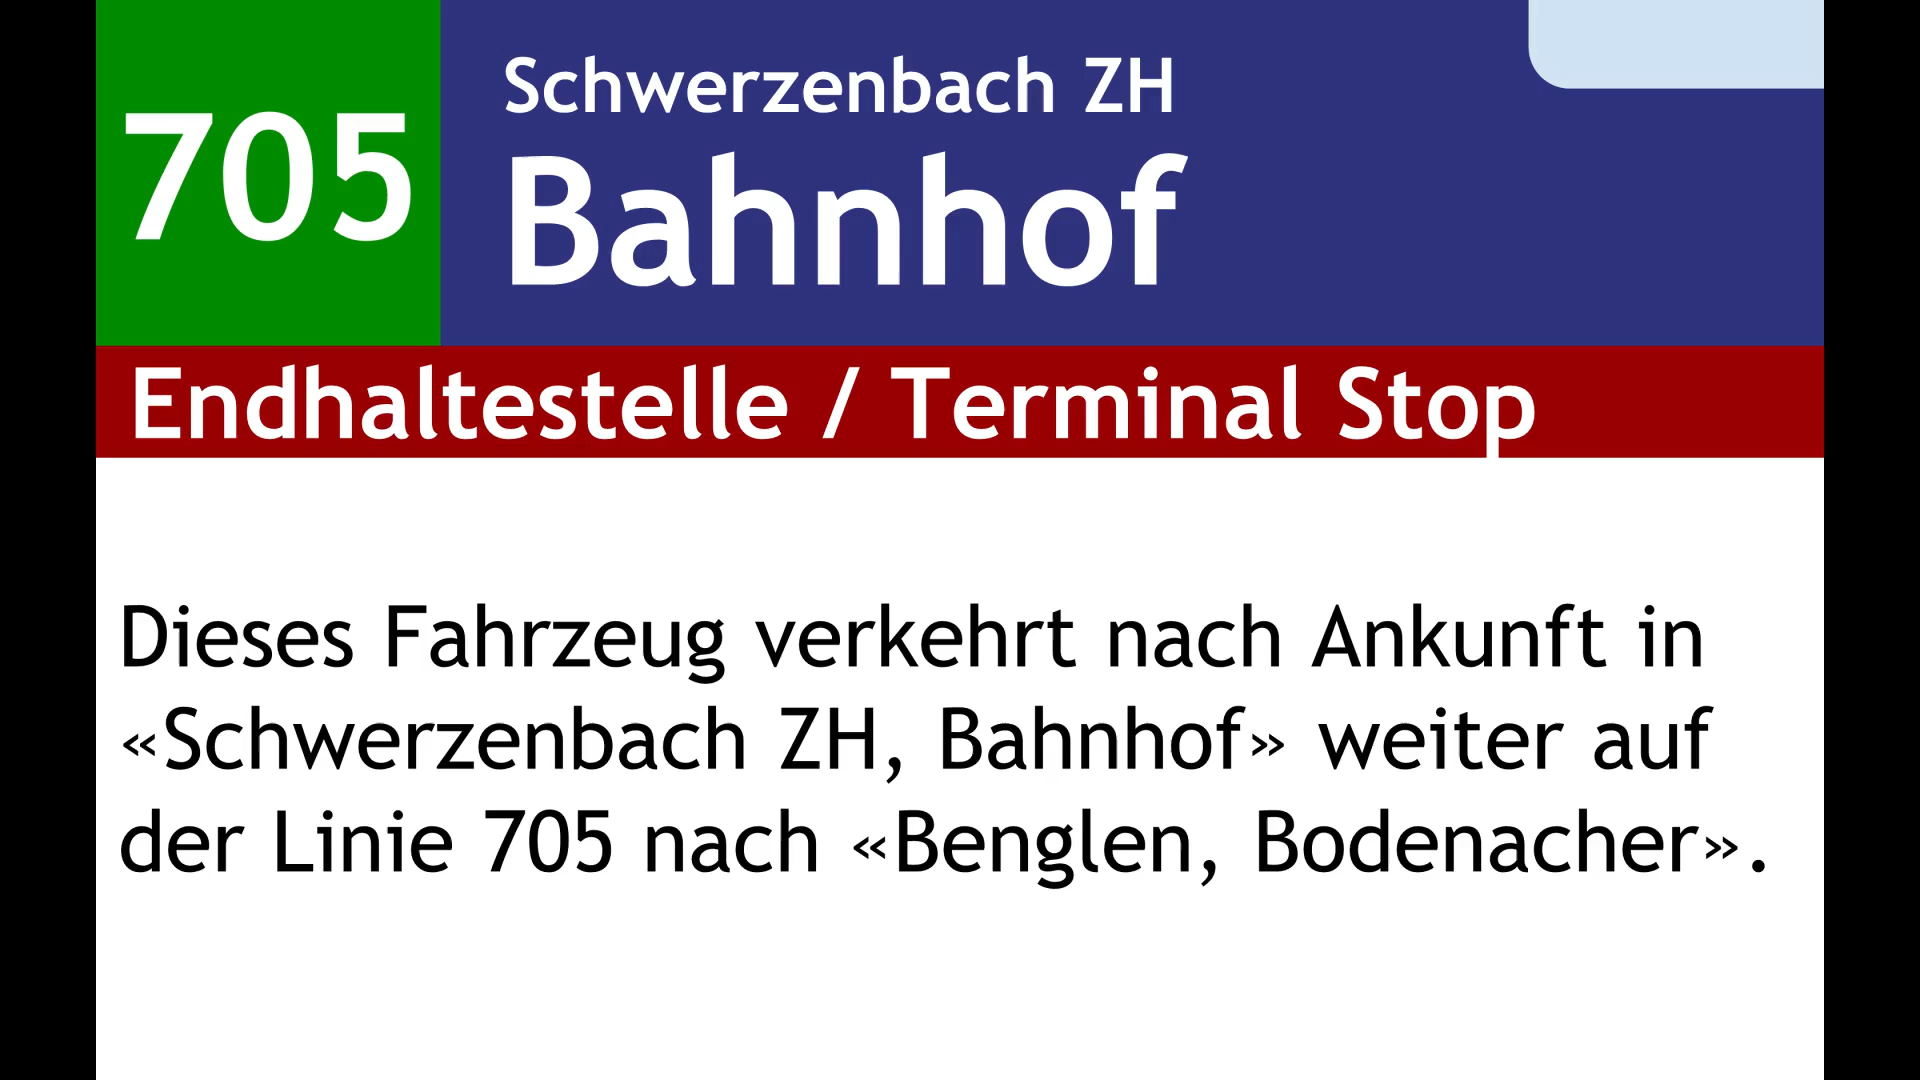 705
Schwerzenbach ZH
Bahnhof
Endhaltestelle / Terminal Stop
Dieses Fahrzeug verkehrt nach Ankunft in
«Schwerzenbach ZH, Bahnhof» weiter auf
der Linie 705 nach «Benglen, Bodenacher».